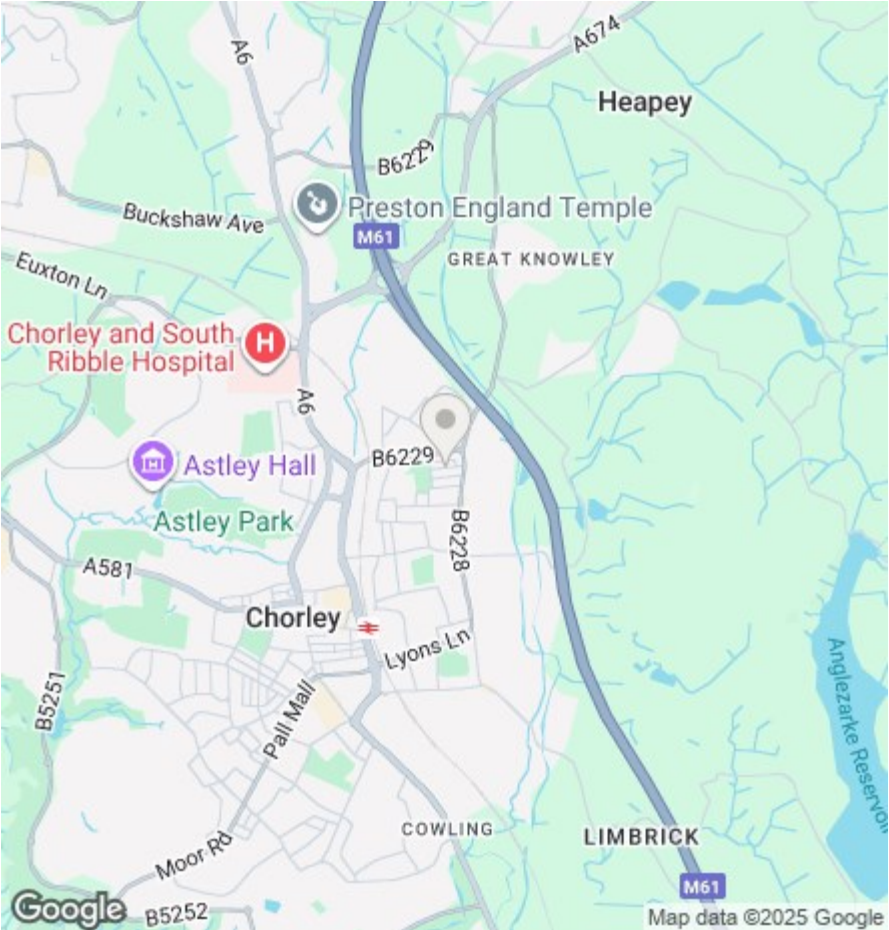 A6
A674
Heapey
B6229
Buckshaw Ave
Preston England Temple
M61
GREAT KNOWLEY
Euxton Ln
Chorley and South
Ribble Hospital
H
A6
B6229
Astley Hall
Astley Park
B6228
A581
Chorley
Lyons Ln
Anglezarke Reservoir
B5251
Pall Mall
COWLING
LIMBRICK
Moor Rd
M61
B5252
Google
Map data ©2025 Google